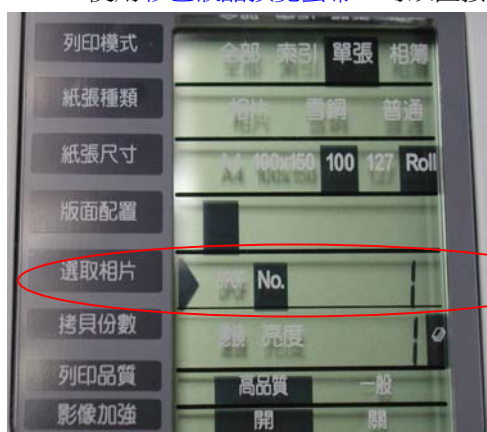 列印模式 全部 索引 單張 相簿
紙張種類 相片 雪銅 普通
紙張尺寸 A4 100x150 100 127 Roll
版面配置
選取相片 DPOF No. 1
拷貝份數 亮度 1
列印品質 高品質 一般
影像加強 開 關